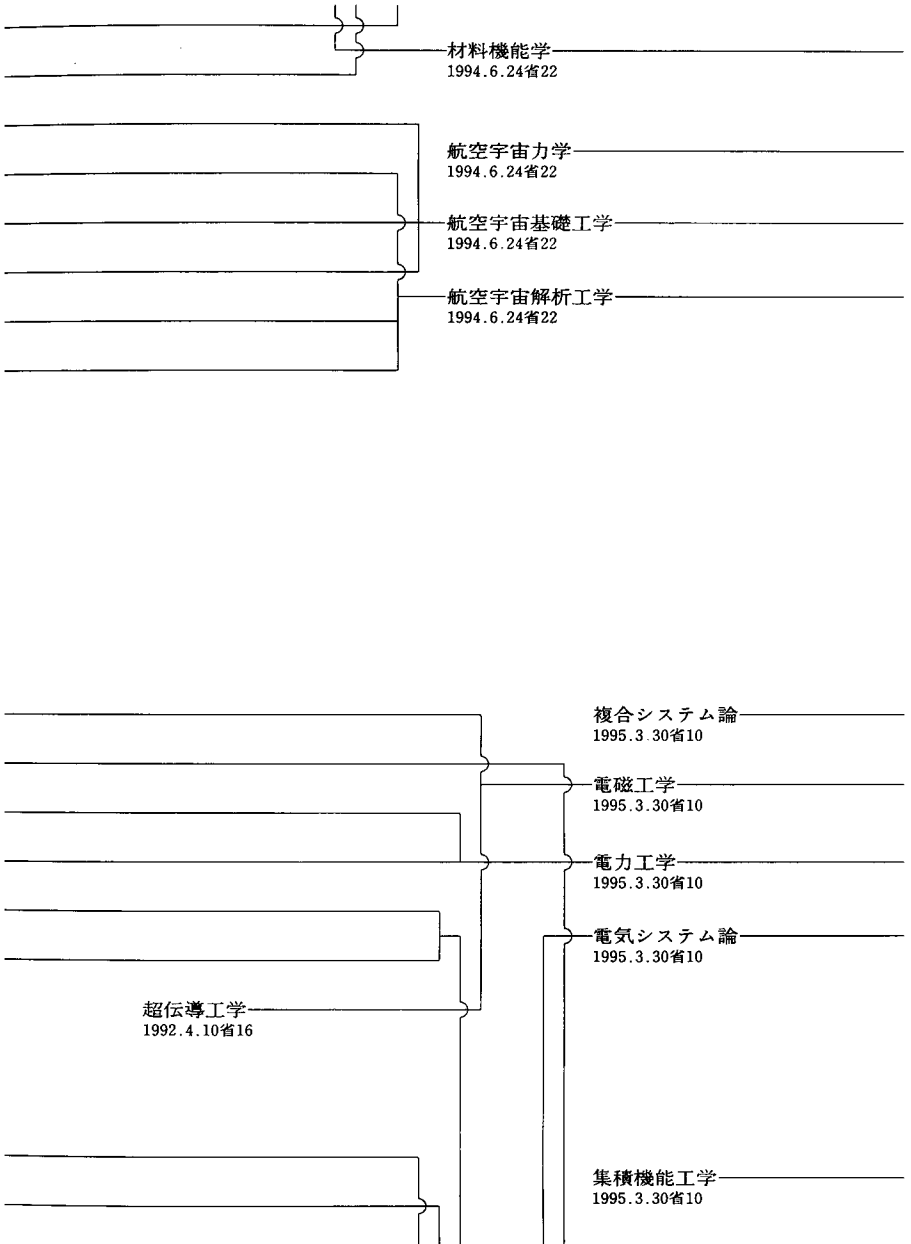 材料機能学
1994.6.24省22
航空宇宙力学
1994.6.24省22
航空宇宙基礎工学
1994.6.24省22
航空宇宙解析工学
1994.6.24省22
複合システム論
1995.3.30省10
電磁工学
1995.3.30省10
電力工学
1995.3.30省10
電気システム論
1995.3.30省10
超伝導工学
1992.4.10省16
集積機能工学
1995.3.30省10